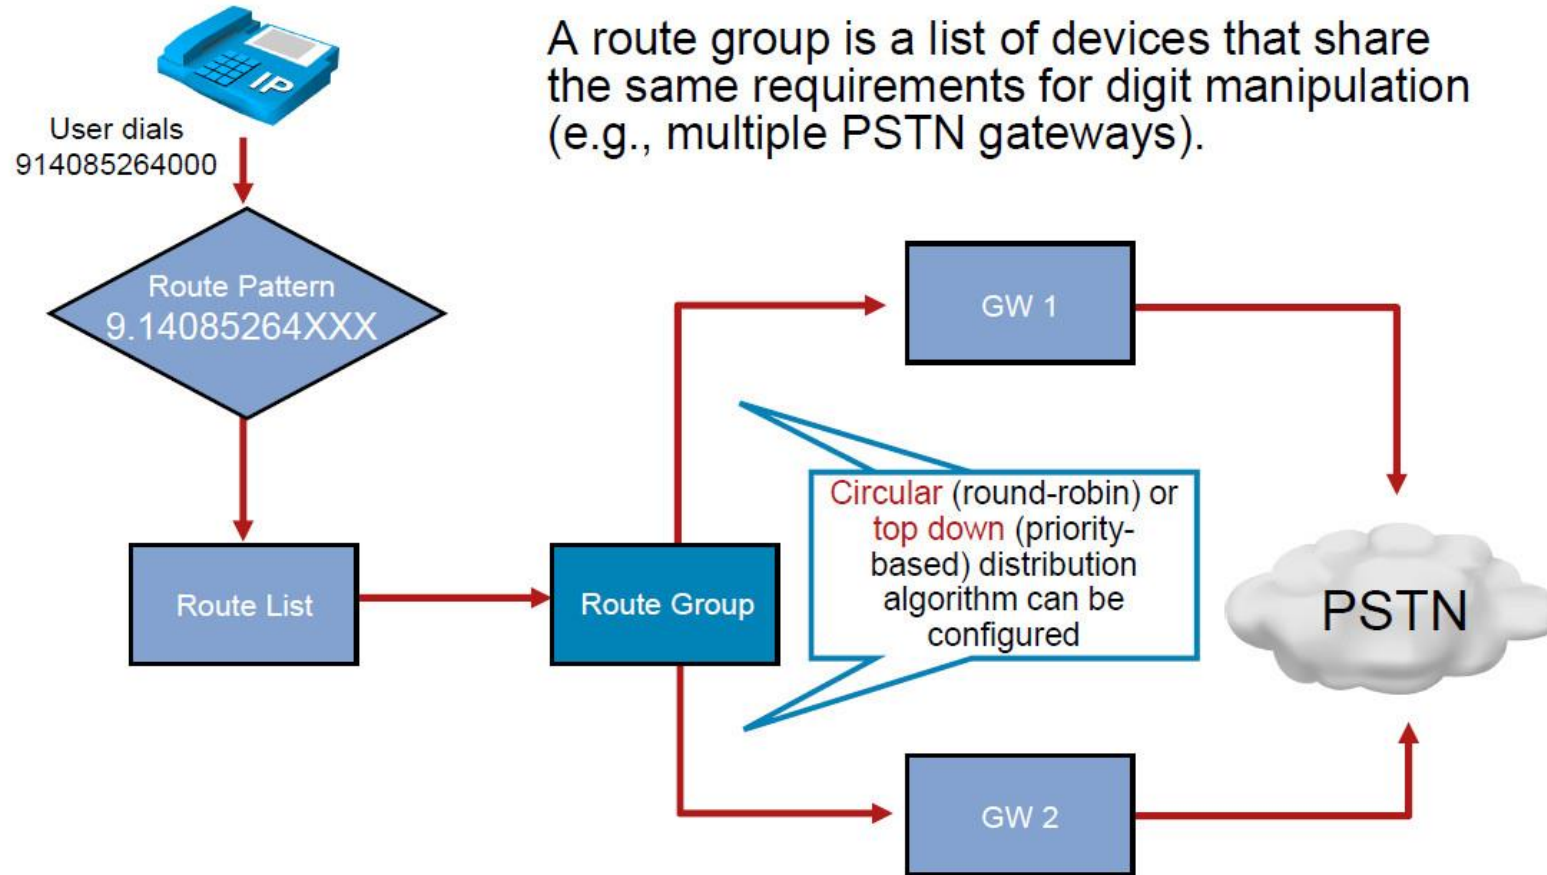 A route group is a list of devices that share
the same requirements for digit manipulation
(e.g., multiple PSTN gateways).
IP
User dials
914085264000
Route Pattern
9.14085264XXX
GW 1
Circular (round-robin) or
top down (priority-
based) distribution
algorithm can be
configured
Route List
Route Group
PSTN
GW 2